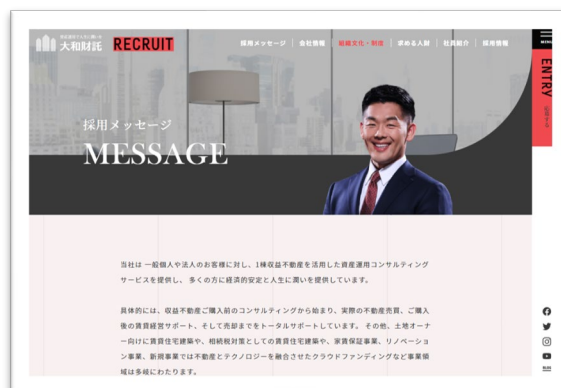 大和財託 RECRUIT
採用メッセージ
会社情報
組織文化・制度
求める人財
社員紹介
採用情報
MENU
ENTRY
採用メッセージ
MESSAGE
当社は 一般個人や法人のお客様に対し、1棟収益不動産を活用した資産運用コンサルティング
サービスを提供し、 多くの方に経済的安定と人生に潤いを提供しています。
具体的には、収益不動産ご購入前のコンサルティングから始まり、実際の不動産売買、ご購入
後の賃貸経営サポート、そして売却までをトータルサポートしています。 その他、土地オーナ
ー向けに賃貸住宅建築や、相続税対策としての賃貸住宅建築や、家賃保証事業、リノベーショ
ン事業、新規事業では不動産とテクノロジーを融合させたクラウドファンディングなど事業領
域は多岐にわたります。
BLOG